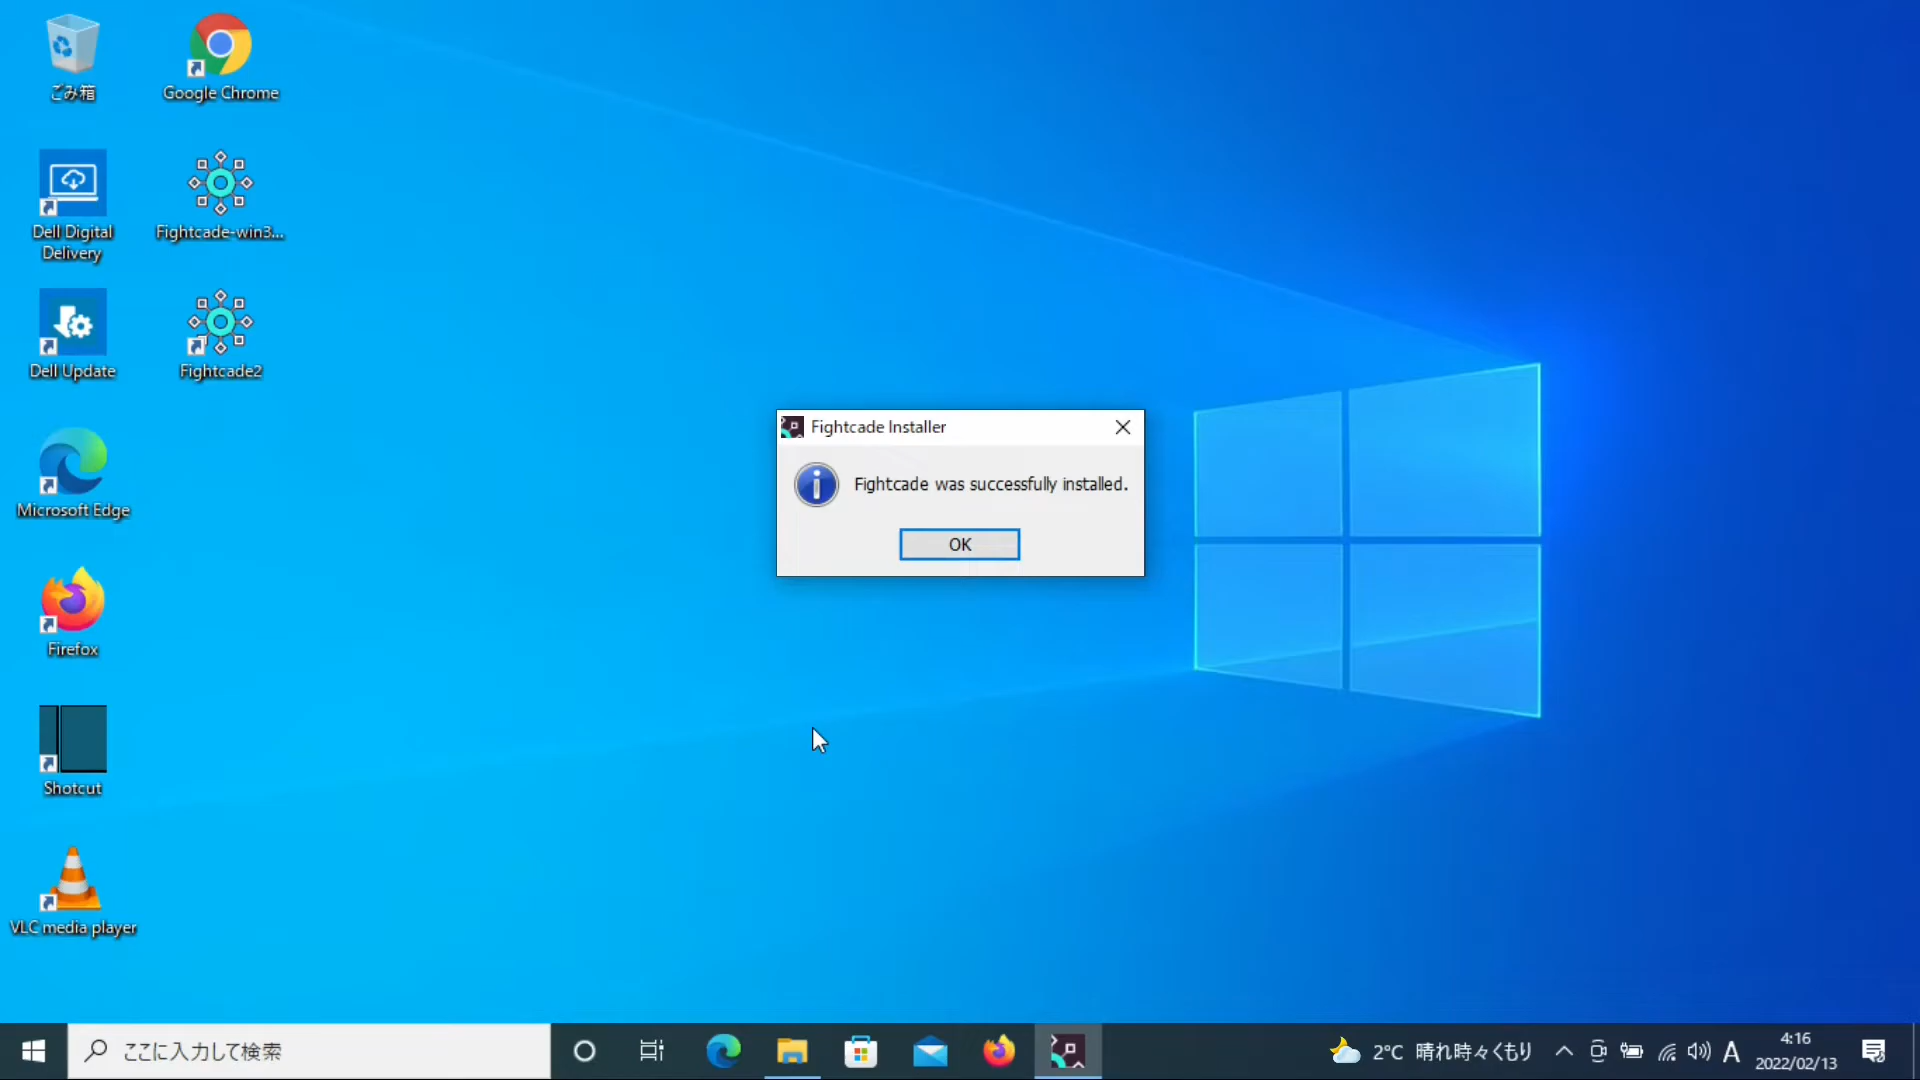 ごみ箱
Google Chrome
Dell Digital
Delivery
Fightcade-win3...
Dell Update
Fightcade2
Microsoft Edge
Firefox
Shotcut
VLC media player
Fightcade Installer
Fightcade was successfully installed.
OK
ここに入力して検索
2°C 晴れ時々くもり
A
4:16
2022/02/13